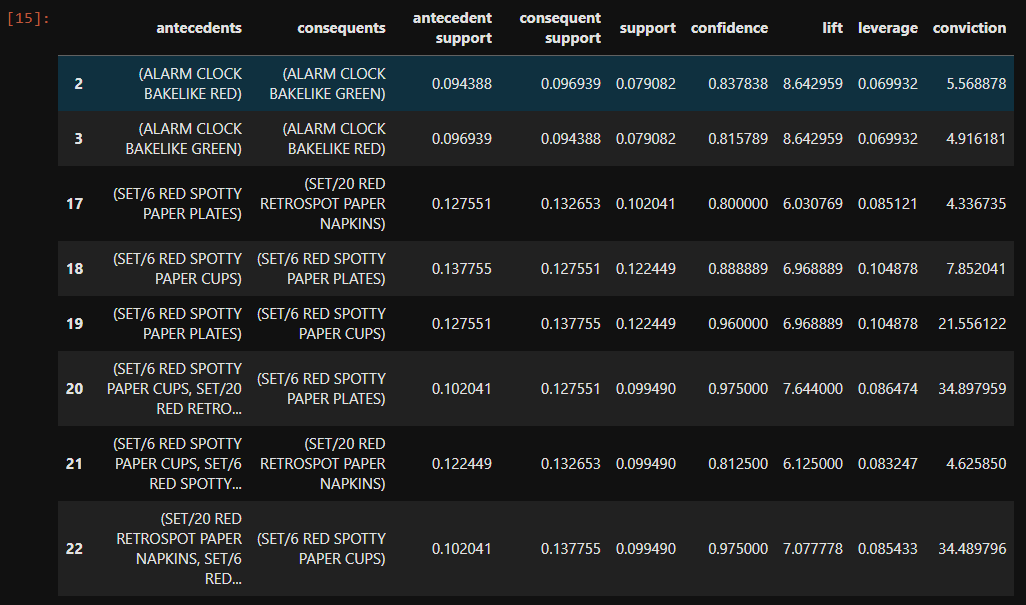 [15]:
antecedents consequents antecedent support consequent support support confidence lift leverage conviction
2 (ALARM CLOCK BAKELIKE RED) (ALARM CLOCK BAKELIKE GREEN) 0.094388 0.096939 0.079082 0.837838 8.642959 0.069932 5.568878
3 (ALARM CLOCK BAKELIKE GREEN) (ALARM CLOCK BAKELIKE RED) 0.096939 0.094388 0.079082 0.815789 8.642959 0.069932 4.916181
17 (SET/6 RED SPOTTY PAPER PLATES) (SET/20 RED RETROSPOT PAPER NAPKINS) 0.127551 0.132653 0.102041 0.800000 6.030769 0.085121 4.336735
18 (SET/6 RED SPOTTY PAPER CUPS) (SET/6 RED SPOTTY PAPER PLATES) 0.137755 0.127551 0.122449 0.888889 6.968889 0.104878 7.852041
19 (SET/6 RED SPOTTY PAPER PLATES) (SET/6 RED SPOTTY PAPER CUPS) 0.127551 0.137755 0.122449 0.960000 6.968889 0.104878 21.556122
20 (SET/6 RED SPOTTY PAPER CUPS, SET/20 RED RETRO... (SET/6 RED SPOTTY PAPER PLATES) 0.102041 0.127551 0.099490 0.975000 7.644000 0.086474 34.897959
21 (SET/6 RED SPOTTY PAPER CUPS, SET/6 RED SPOTTY... (SET/20 RED RETROSPOT PAPER NAPKINS) 0.122449 0.132653 0.099490 0.812500 6.125000 0.083247 4.625850
22 (SET/20 RED RETROSPOT PAPER NAPKINS, SET/6 RED... (SET/6 RED SPOTTY PAPER CUPS) 0.102041 0.137755 0.099490 0.975000 7.077778 0.085433 34.489796